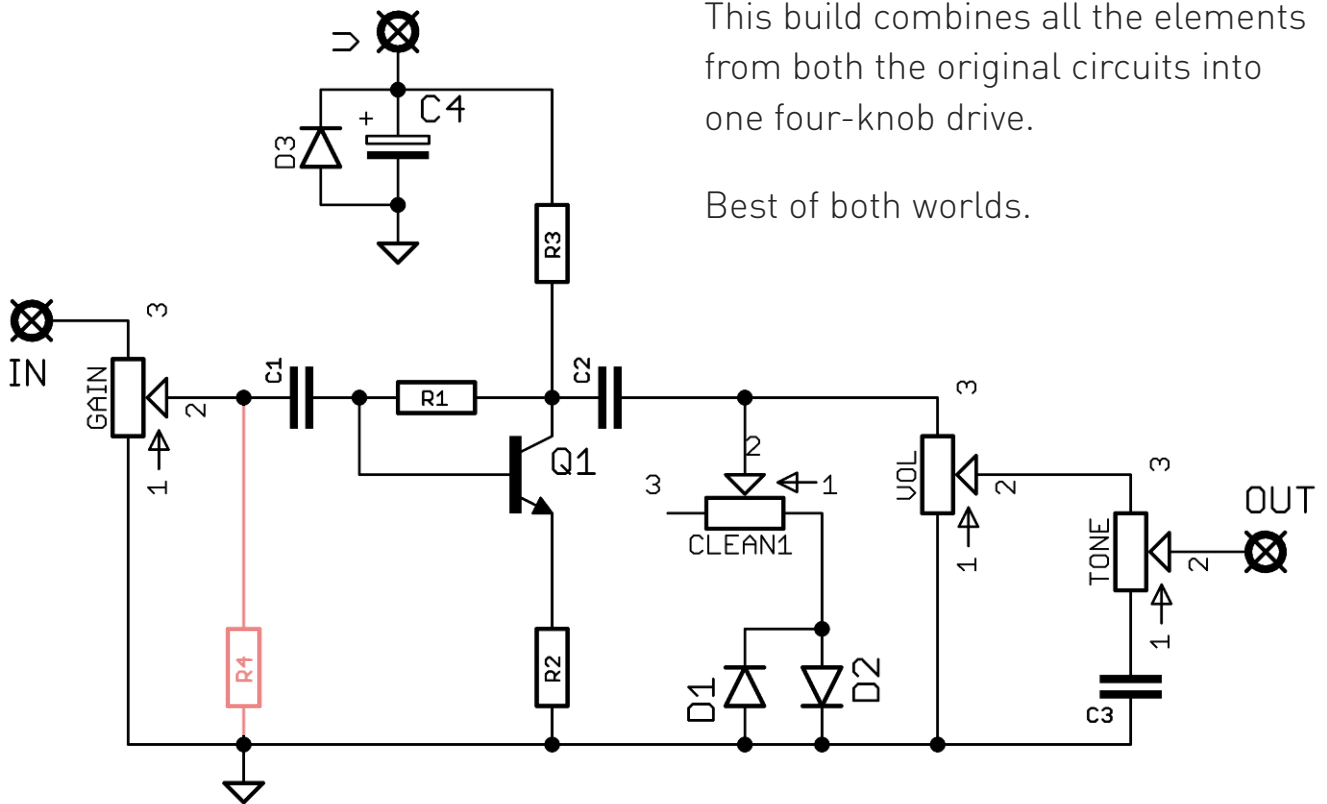 This build combines all the elements
from both the original circuits into
one four-knob drive.
Best of both worlds.
C4
+
D3
R3
IN
3
GAIN
2
1
C1
R1
C2
Q1
R4
R2
2
3
1
CLEAN1
D1
D2
3
VOL
2
1
3
TONE
2
1
OUT
C3